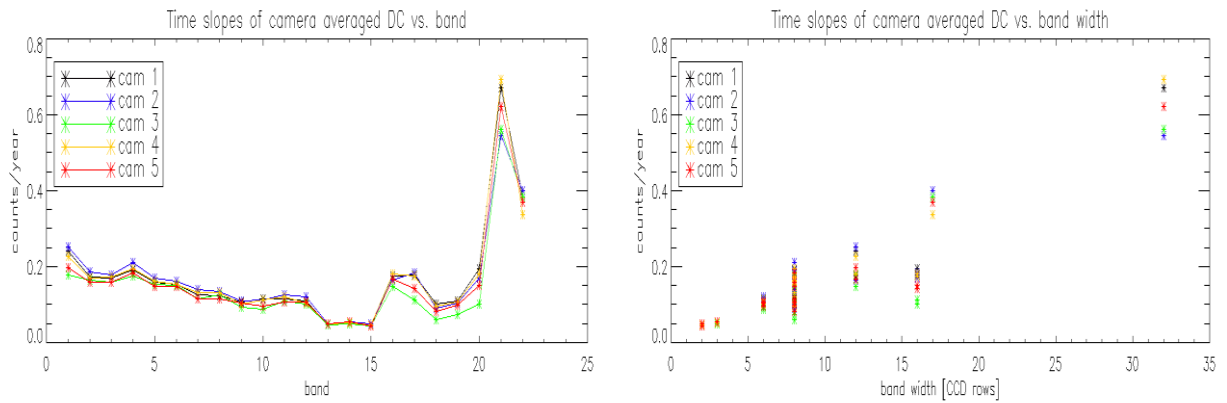 Time slopes of camera averaged DC vs. band
counts/year
0.8
0.6
0.4
0.2
0.0
cam 1
cam 2
cam 3
cam 4
cam 5
0 5 10 15 20 25
band
Time slopes of camera averaged DC vs. band width
counts/year
0.8
0.6
0.4
0.2
0.0
cam 1
cam 2
cam 3
cam 4
cam 5
0 5 10 15 20 25 30 35
band width [CCD rows]